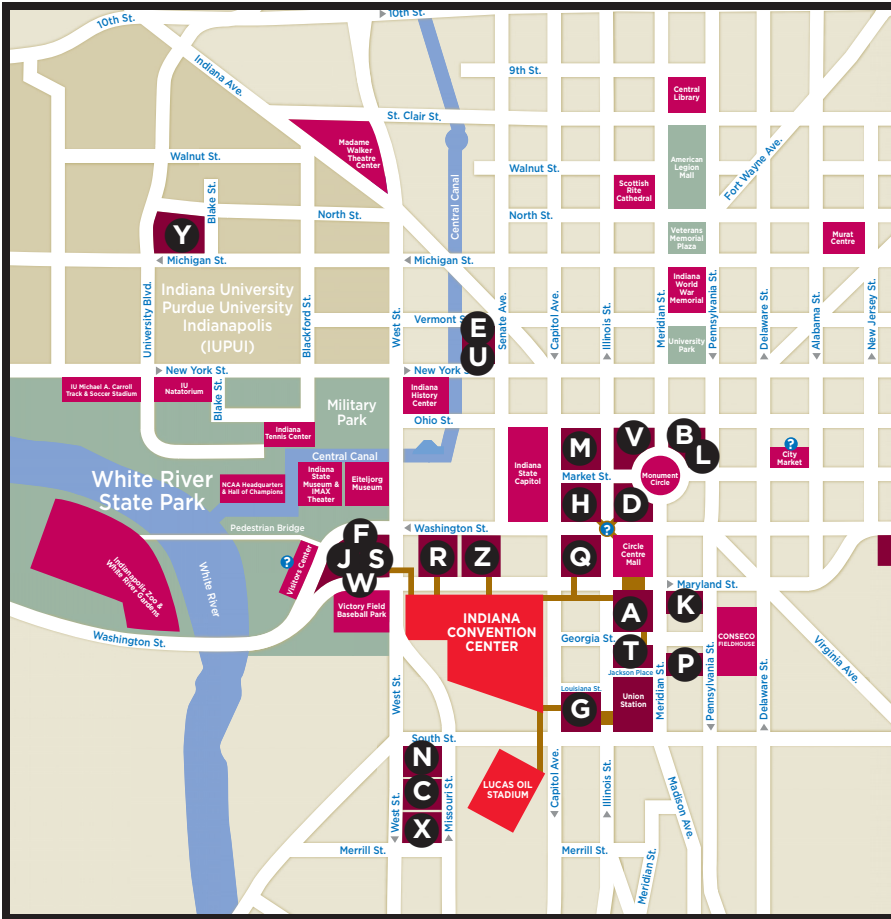 10th St.
10th St.
Indiana Ave.
9th St.
Central
Library
St. Clair St.
Madame
Walker
Theatre
Center
Walnut St.
Walnut St.
American
Legion
Mall
Fort Wayne Ave.
Scottish
Rite
Cathedral
Blake St.
Central Canal
North St.
North St.
Y
Veterans
Memorial
Plaza
Murat
Centre
Michigan St.
Michigan St.
Indiana University
Purdue University
Indianapolis
(IUPUI)
University Blvd.
Blackford St.
West St.
Vermont S
E
U
Senate Ave.
Capitol Ave.
Illinois St.
Meridian St.
Indiana
World
War
Memorial
Pennsylvania St.
Delaware St.
Alabama St.
New Jersey St.
University
Park
New York St.
New York S
IU Michael A. Carroll
Track & Soccer Stadium
IU
Natatorium
Blake St.
Military
Park
Indiana
History
Center
Ohio St.
Indiana
Tennis Center
Central Canal
M
V
B
L
City
Market
?
Indiana
State
Capitol
Monument
Circle
Market St.
White River
State Park
NCAA Headquarters
& Hall of Champions
Indiana
State
Museum &
IMAX
Theater
Eiteljorg
Museum
H
D
Pedestrian Bridge
Washington St.
?
F
J
S
W
R
Z
Q
Circle
Centre
Mall
?
Visitors Center
Indianapolis Zoo &
White River Gardens
White River
Maryland St.
Victory Field
Baseball Park
INDIANA
CONVENTION
CENTER
A
K
Washington St.
Georgia St.
CONSECO
FIELDHOUSE
T
Jackson Place
P
Virginia Ave.
West St.
Louisiana St.
G
Union
Station
Meridian St.
Pennsylvania St.
Delaware St.
South St.
N
C
X
LUCAS OIL
STADIUM
West St.
Missouri St.
Capitol Ave.
Illinois St.
Madison Ave.
Merrill St.
Merrill St.
Meridian St.